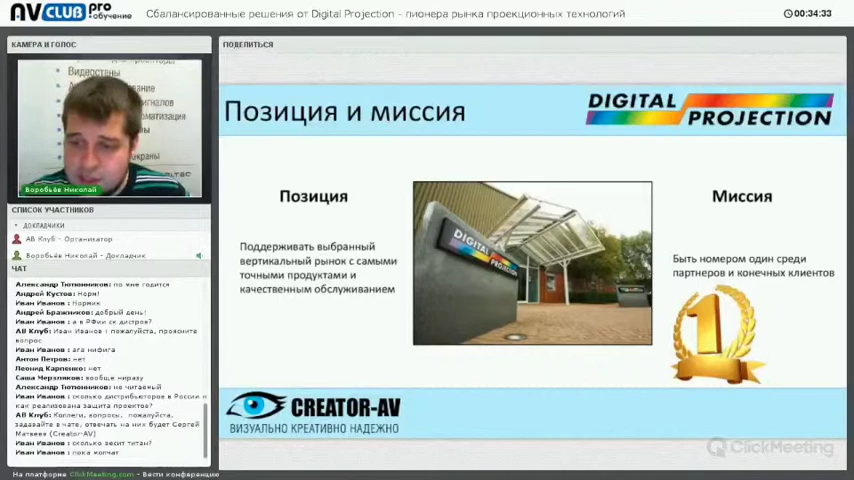 AV CLUB pro
обучение
Сбалансированные решения от Digital Projection - пионера рынка проекционных технологий
00:34:33
КАМЕРА И ГОЛОС
Видеостены
Воробьёв Николай
СПИСОК УЧАСТНИКОВ
ДОКЛАДЧИКИ
АВ Клуб - Организатор
Воробьёв Николай - Докладчик
ЧАТ
Александр Тютюнников: по мне годится
Андрей Кустов: Норм!
Иван Иванов : Нормик
Андрей Бражников: добрый день!
Иван Иванов : а в РФии ск дистров?
АВ Клуб: Иван Иванов : пожалуйста, проясните
вопрос
Иван Иванов : ага нифига
Антон Петров: нет
Леонид Карпенко: нет
Саша Мерзляков: вообще ниразу
Александр Тютюнников: не читаемый
Иван Иванов : сколько дистрибьюторов в России и
как реализована защита проектов?
АВ Клуб: Коллеги, вопросы, пожалуйста,
задавайте в чате, отвечать на них будет Сергей
Матвеев (Creator-AV)
Иван Иванов : сколько весит титан?
Иван Иванов : пока молчат
На платформе ClickMeeting.com - Вести конференцию
ПОДЕЛИТЬСЯ
Позиция и миссия
DIGITAL
PROJECTION
Позиция
Поддерживать выбранный
вертикальный рынок с самыми
точными продуктами и
качественным обслуживанием
DIGITAL
PROJECTION
Миссия
Быть номером один среди
партнеров и конечных клиентов
1
CREATOR-AV
ВИЗУАЛЬНО КРЕАТИВНО НАДЕЖНО
ClickMeeting